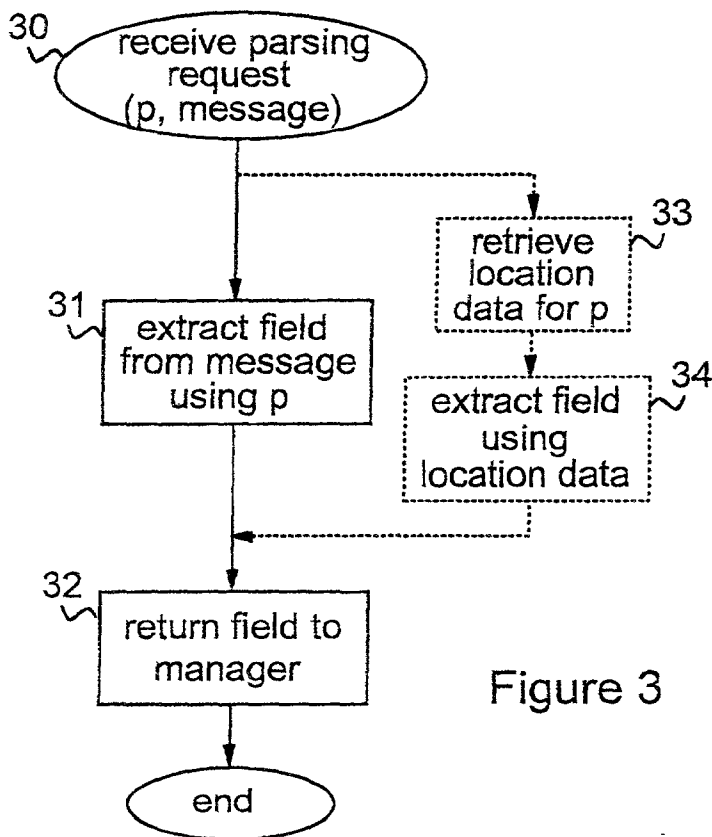 30
receive parsing
request
(p, message)
33
retrieve
location
data for p
31
extract field
from message
using p
34
extract field
using
location data
32
return field to
manager
Figure 3
end